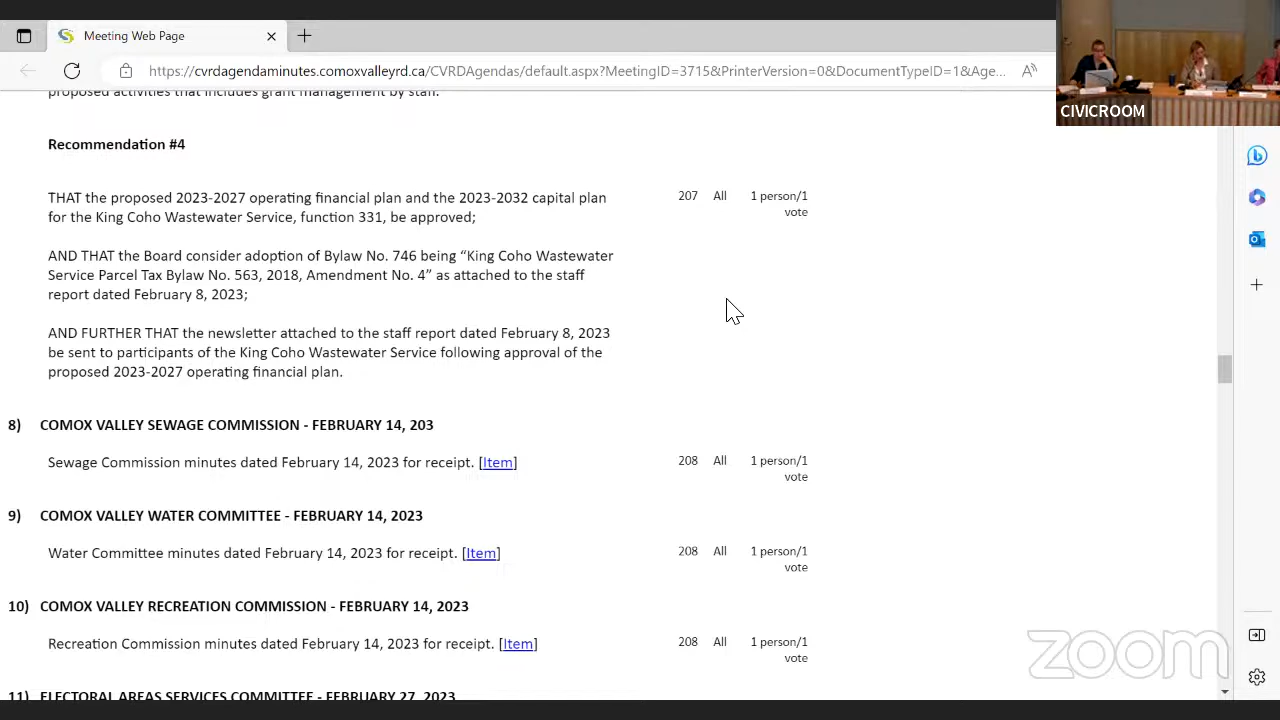 Meeting Web Page
https://cvrdagendaminutes.comoxvalleyrd.ca/CVRDAgendas/default.aspx?MeetingID=3715&PrinterVersion=0&DocumentTypeID=1&Age...
CIVICROOM
proposed activities that includes grant management by staff.
Recommendation #4
THAT the proposed 2023-2027 operating financial plan and the 2023-2032 capital plan 207 All 1 person/1
for the King Coho Wastewater Service, function 331, be approved; vote
AND THAT the Board consider adoption of Bylaw No. 746 being “King Coho Wastewater
Service Parcel Tax Bylaw No. 563, 2018, Amendment No. 4” as attached to the staff
report dated February 8, 2023;
AND FURTHER THAT the newsletter attached to the staff report dated February 8, 2023
be sent to participants of the King Coho Wastewater Service following approval of the
proposed 2023-2027 operating financial plan.
8) COMOX VALLEY SEWAGE COMMISSION - FEBRUARY 14, 203
Sewage Commission minutes dated February 14, 2023 for receipt. [Item] 208 All 1 person/1
vote
9) COMOX VALLEY WATER COMMITTEE - FEBRUARY 14, 2023
Water Committee minutes dated February 14, 2023 for receipt. [Item] 208 All 1 person/1
vote
10) COMOX VALLEY RECREATION COMMISSION - FEBRUARY 14, 2023
Recreation Commission minutes dated February 14, 2023 for receipt. [Item] 208 All 1 person/1
vote
zoom
11) ELECTORAL AREAS SERVICES COMMITTEE - FEBRUARY 27, 2023